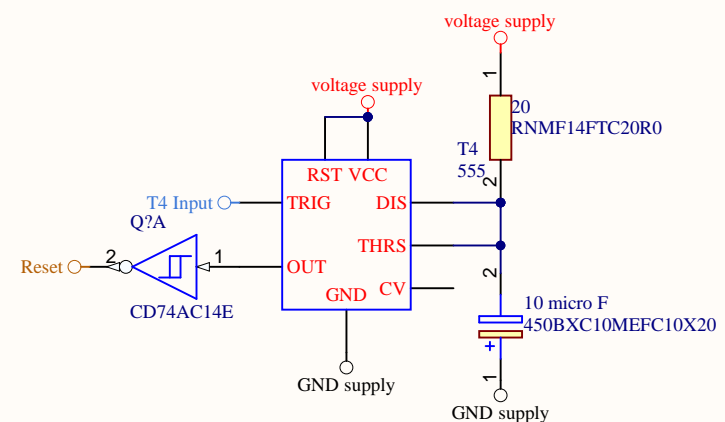 voltage supply
1
20
RNMF14FTC20R0
2
voltage supply
T4
555
RST VCC
T4 Input
TRIG
DIS
Q?A
THRS
Reset
2
1
OUT
CD74AC14E
GND
CV
2
10 micro F
450BXC10MEFC10X20
+
1
GND supply
GND supply